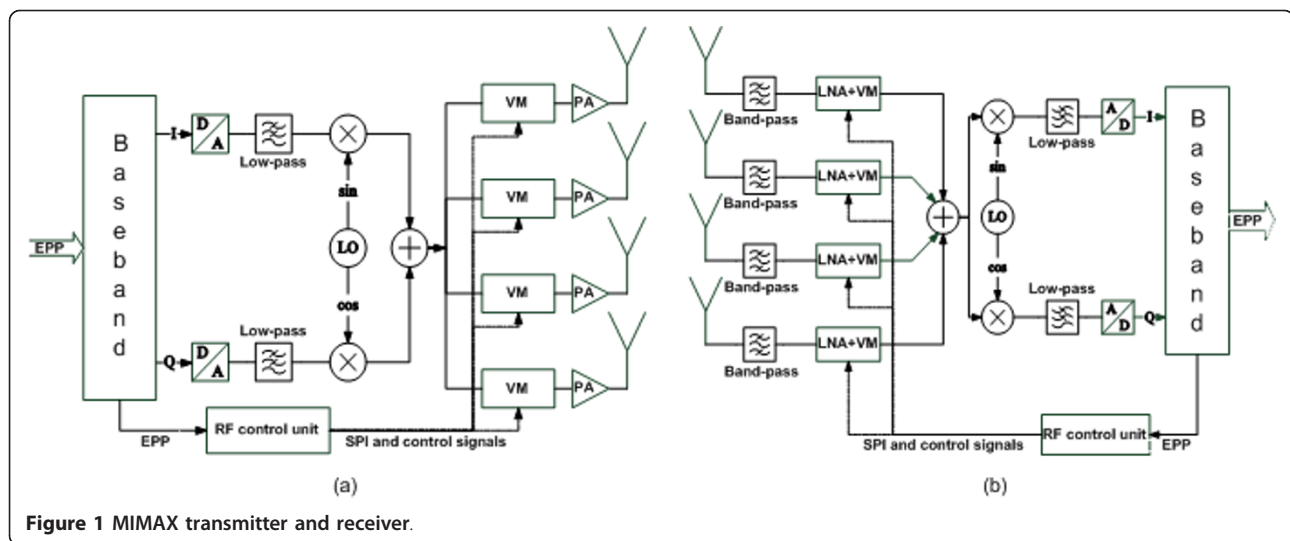 EPP
Baseband
I
D
A
Low-pass
sin
LO
cos
Low-pass
Q
D
A
VM
PA
VM
PA
VM
PA
VM
PA
EPP
RF control unit
SPI and control signals
(a)
Band-pass
LNA+VM
Band-pass
LNA+VM
Band-pass
LNA+VM
Band-pass
LNA+VM
sin
LO
cos
Low-pass
A
D
I
Low-pass
A
D
Q
Baseband
EPP
SPI and control signals
RF control unit
EPP
(b)
Figure 1 MIMAX transmitter and receiver.